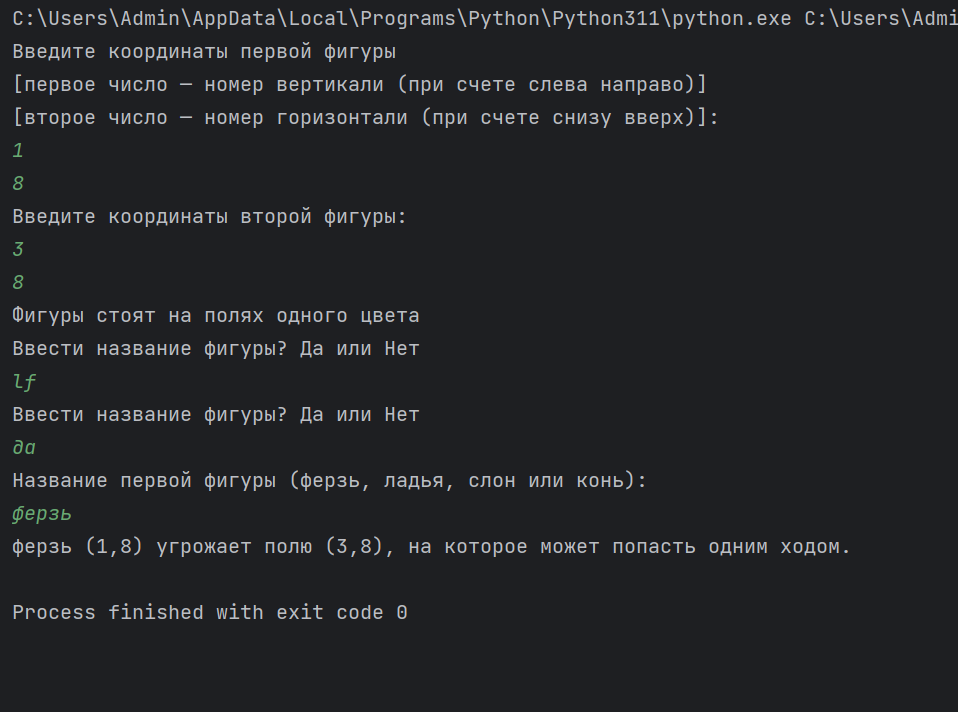 C:\Users\Admin\AppData\Local\Programs\Python\Python311\python.exe C:\Users\Admi
Введите координаты первой фигуры
[первое число — номер вертикали (при счете слева направо)]
[второе число — номер горизонтали (при счете снизу вверх)]:
1
8
Введите координаты второй фигуры:
3
8
Фигуры стоят на полях одного цвета
Ввести название фигуры? Да или Нет
lf
Ввести название фигуры? Да или Нет
да
Название первой фигуры (ферзь, ладья, слон или конь):
ферзь
ферзь (1,8) угрожает полю (3,8), на которое может попасть одним ходом.
Process finished with exit code 0